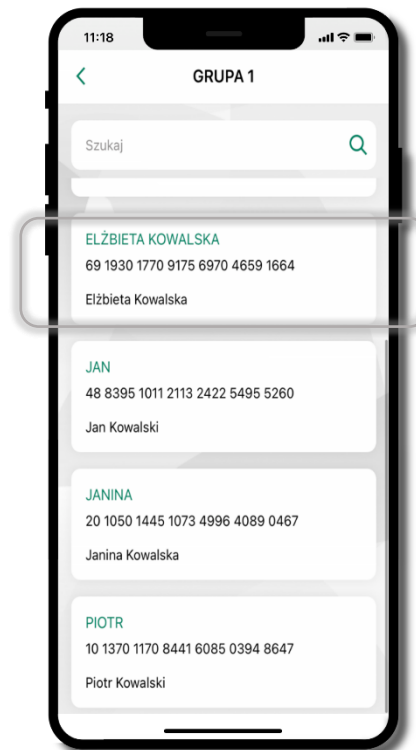 11:18
GRUPA 1
Szukaj
ELŻBIETA KOWALSKA
69 1930 1770 9175 6970 4659 1664
Elżbieta Kowalska
JAN
48 8395 1011 2113 2422 5495 5260
Jan Kowalski
JANINA
20 1050 1445 1073 4996 4089 0467
Janina Kowalska
PIOTR
10 1370 1170 8441 6085 0394 8647
Piotr Kowalski